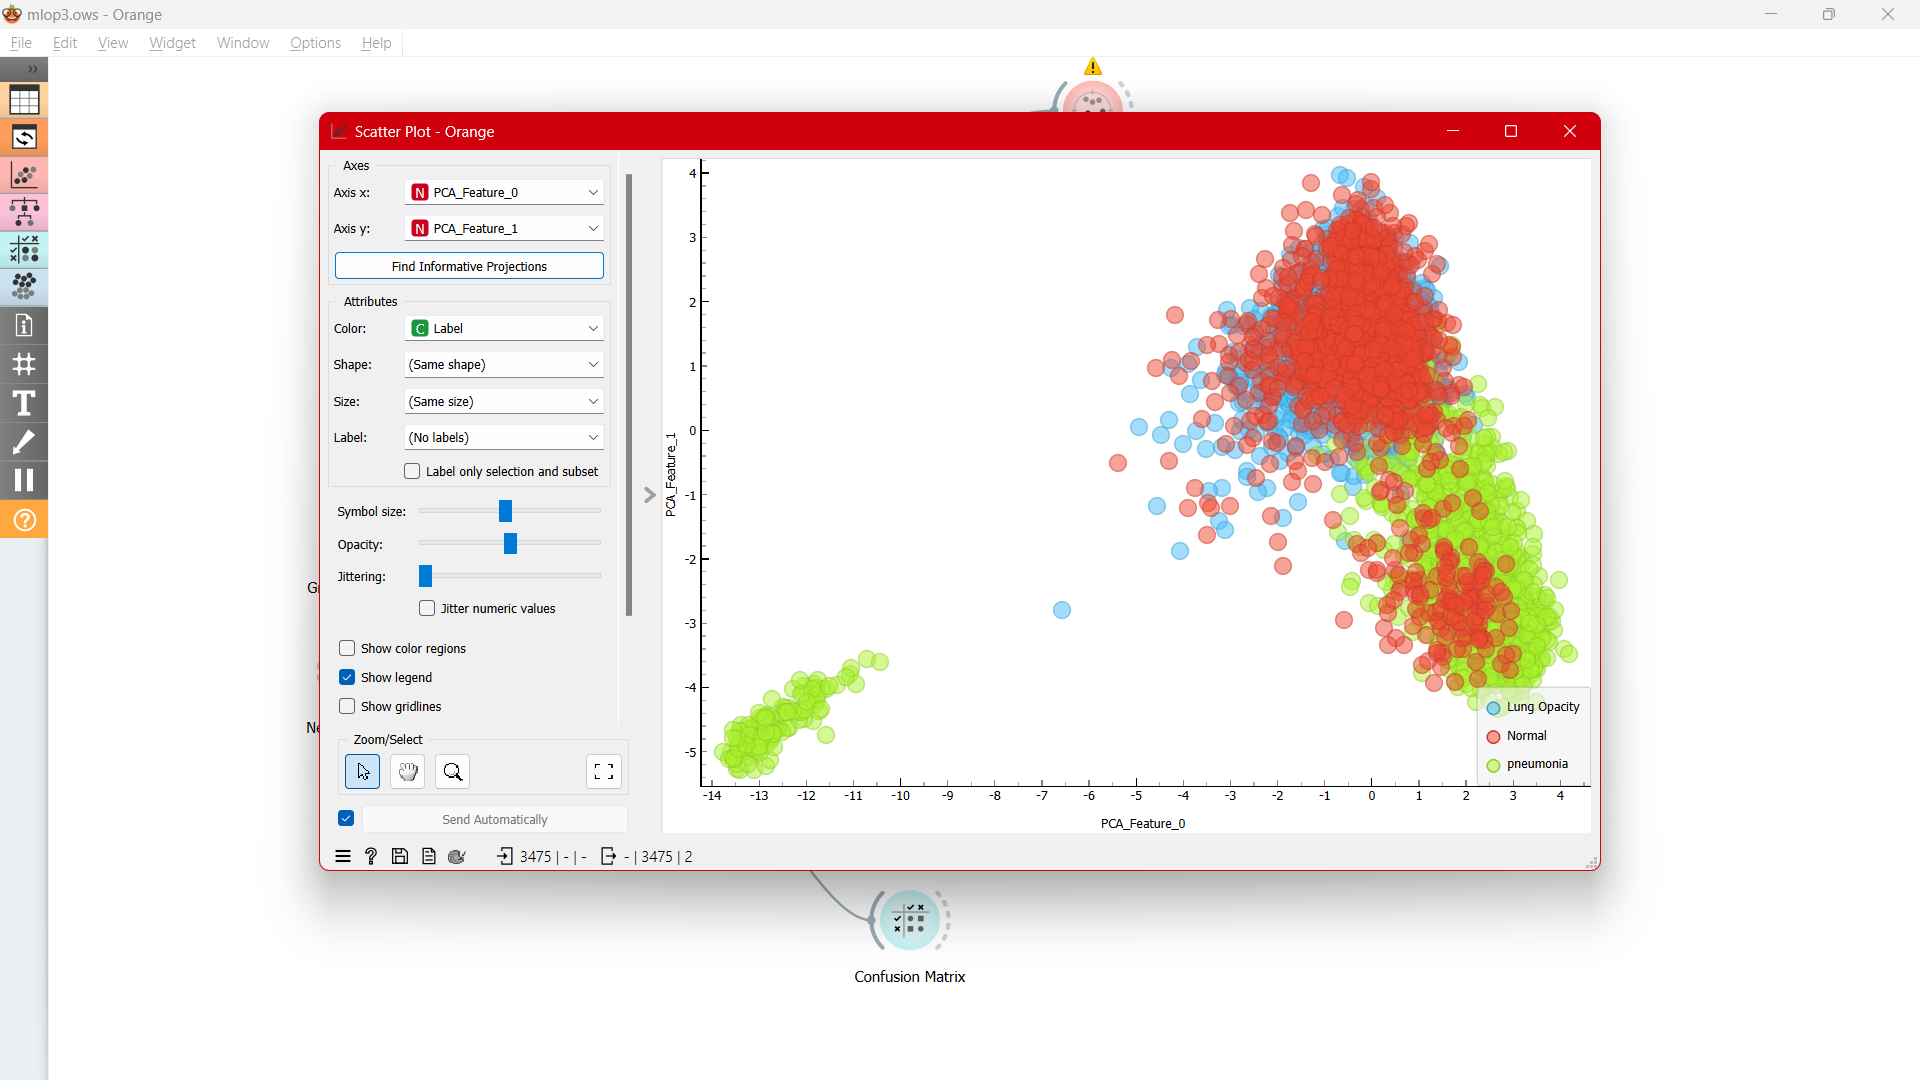 mlop3.ows - Orange
File Edit View Widget Window Options Help
Scatter Plot - Orange
Axes
Axis x: N PCA_Feature_0
Axis y: N PCA_Feature_1
Find Informative Projections
Attributes
Color: C Label
Shape: (Same shape)
Size: (Same size)
Label: (No labels)
Label only selection and subset
Symbol size:
Opacity:
Jittering:
Jitter numeric values
Show color regions
Show legend
Show gridlines
Zoom/Select
Send Automatically
3475 | - | - - | 3475 | 2
4
3
2
1
0
-1
-2
-3
-4
-5
PCA_Feature_1
-14 -13 -12 -11 -10 -9 -8 -7 -6 -5 -4 -3 -2 -1 0 1 2 3 4
PCA_Feature_0
Lung Opacity
Normal
pneumonia
Confusion Matrix